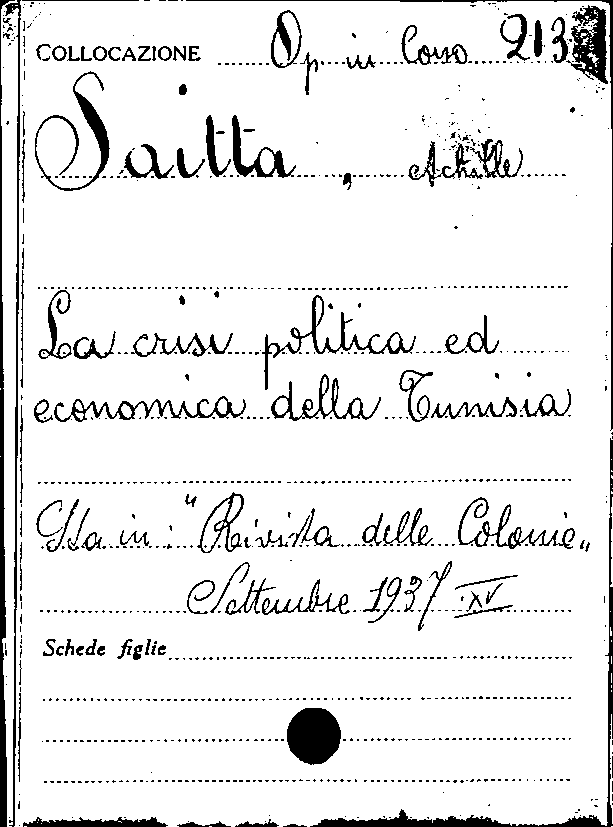 COLLOCAZIONE Op. in Corso 213
Saitta, Achille
La crisi politica ed
economica della Tunisia
Sta in: "Rivista delle Colonie„
Settembre 1937 XV
Schede figlie